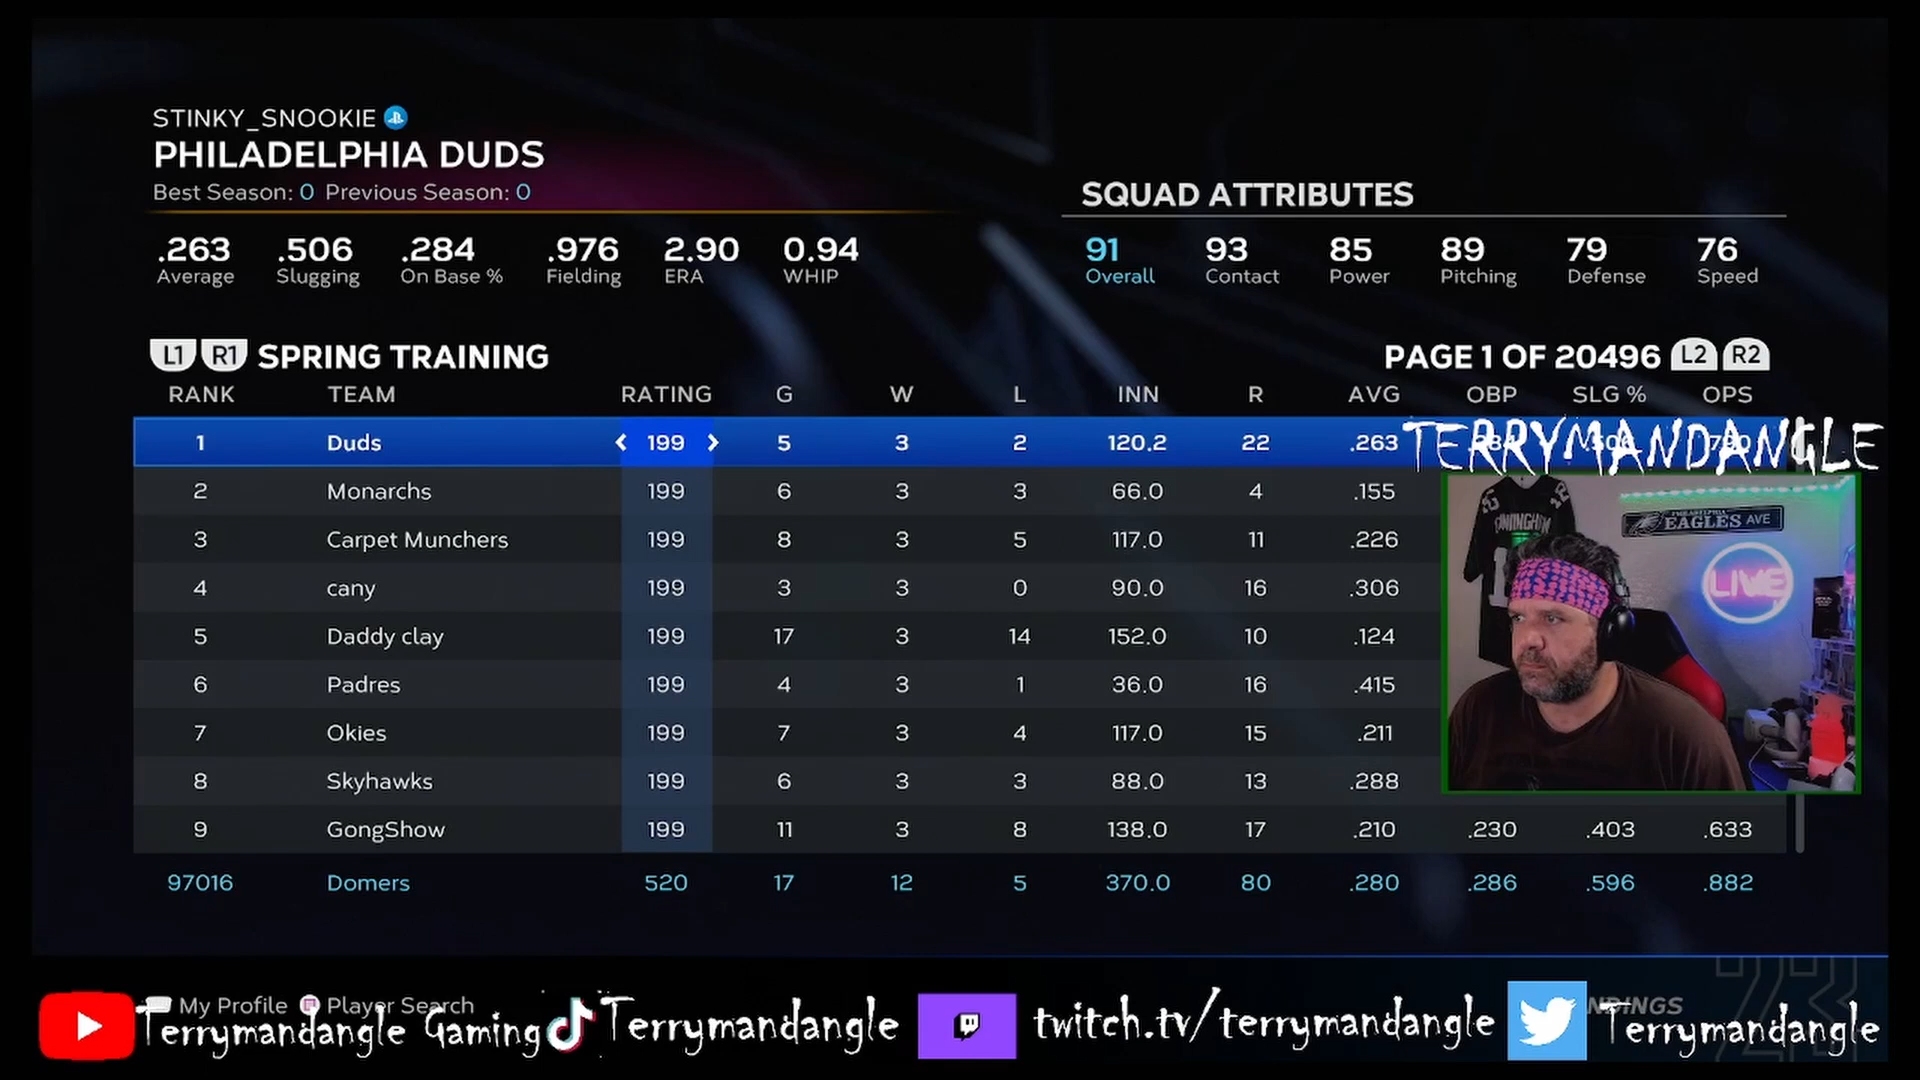 STINKY_SNOOKIE
PHILADELPHIA DUDS
Best Season: 0 Previous Season: 0
.263 .506 .284 .976 2.90 0.94
Average Slugging On Base % Fielding ERA WHIP
SQUAD ATTRIBUTES
91 93 85 89 79 76
Overall Contact Power Pitching Defense Speed
L1 R1 SPRING TRAINING PAGE 1 OF 20496 L2 R2
RANK TEAM RATING G W L INN R AVG OBP SLG % OPS
1 Duds 199 5 3 2 120.2 22 .263
TERRYMANDANGLE
2 Monarchs 199 6 3 3 66.0 4 .155
3 Carpet Munchers 199 8 3 5 117.0 11 .226
4 cany 199 3 3 0 90.0 16 .306
5 Daddy clay 199 17 3 14 152.0 10 .124
6 Padres 199 4 3 1 36.0 16 .415
7 Okies 199 7 3 4 117.0 15 .211
8 Skyhawks 199 6 3 3 88.0 13 .288
9 GongShow 199 11 3 8 138.0 17 .210 .230 .403 .633
97016 Domers 520 17 12 5 370.0 80 .280 .286 .596 .882
EAGLES AVE
LIVE
My Profile Player Search
Terrymandangle Gaming Terrymandangle twitch.tv/terrymandangle Terrymandangle